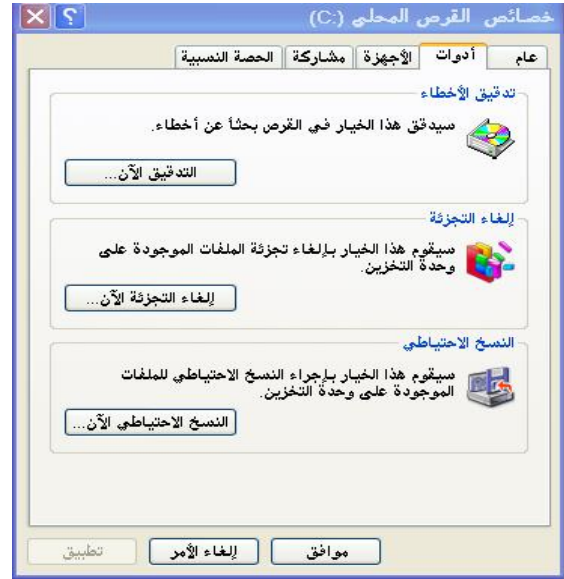 خصائص القرص المحلي (C:)
عام
أدوات
الأجهزة
مشاركة
الحصة النسبية
تدقيق الأخطاء
سيدقق هذا الخيار في القرص بحثاً عن أخطاء.
التدقيق الآن...
إلغاء التجزئة
سيقوم هذا الخيار بإلغاء تجزئة الملفات الموجودة على
وحدة التخزين.
إلغاء التجزئة الآن...
النسخ الاحتياطي
سيقوم هذا الخيار بإجراء النسخ الاحتياطي للملفات
الموجودة على وحدة التخزين.
النسخ الاحتياطي الآن...
موافق
إلغاء الأمر
تطبيق